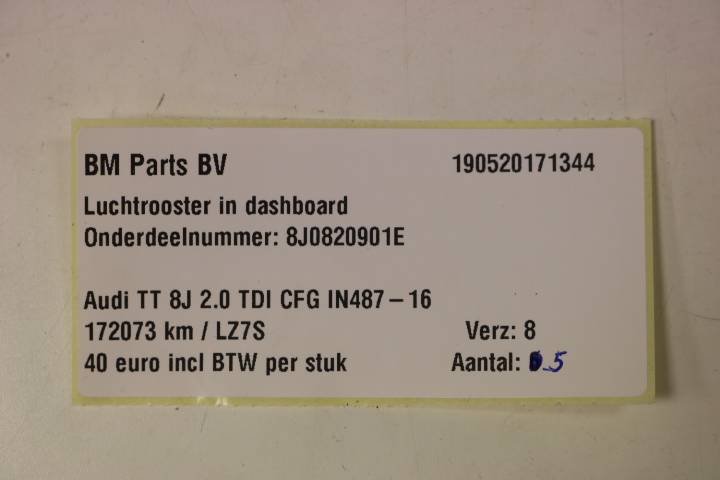 BM Parts BV 190520171344
Luchtrooster in dashboard
Onderdeelnummer: 8J0820901E
Audi TT 8J 2.0 TDI CFG IN487-16
172073 km / LZ7S Verz: 8
40 euro incl BTW per stuk Aantal: 5